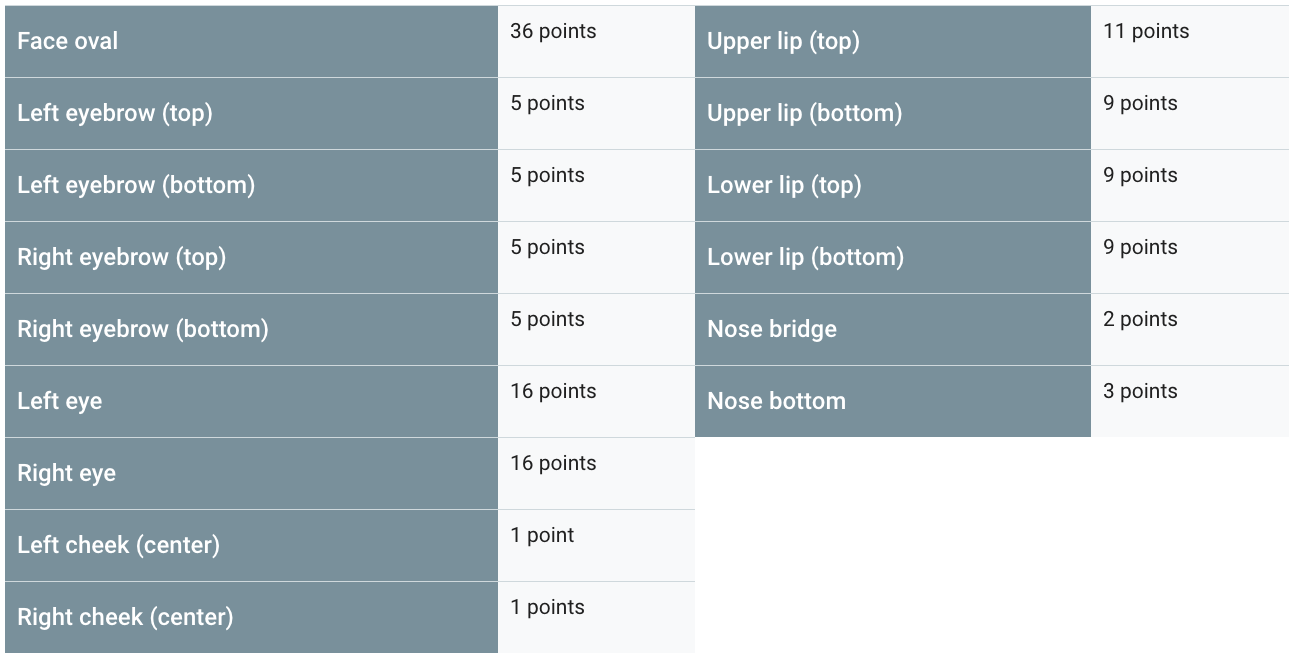 Face oval 36 points
Left eyebrow (top) 5 points
Left eyebrow (bottom) 5 points
Right eyebrow (top) 5 points
Right eyebrow (bottom) 5 points
Left eye 16 points
Right eye 16 points
Left cheek (center) 1 point
Right cheek (center) 1 points
Upper lip (top) 11 points
Upper lip (bottom) 9 points
Lower lip (top) 9 points
Lower lip (bottom) 9 points
Nose bridge 2 points
Nose bottom 3 points